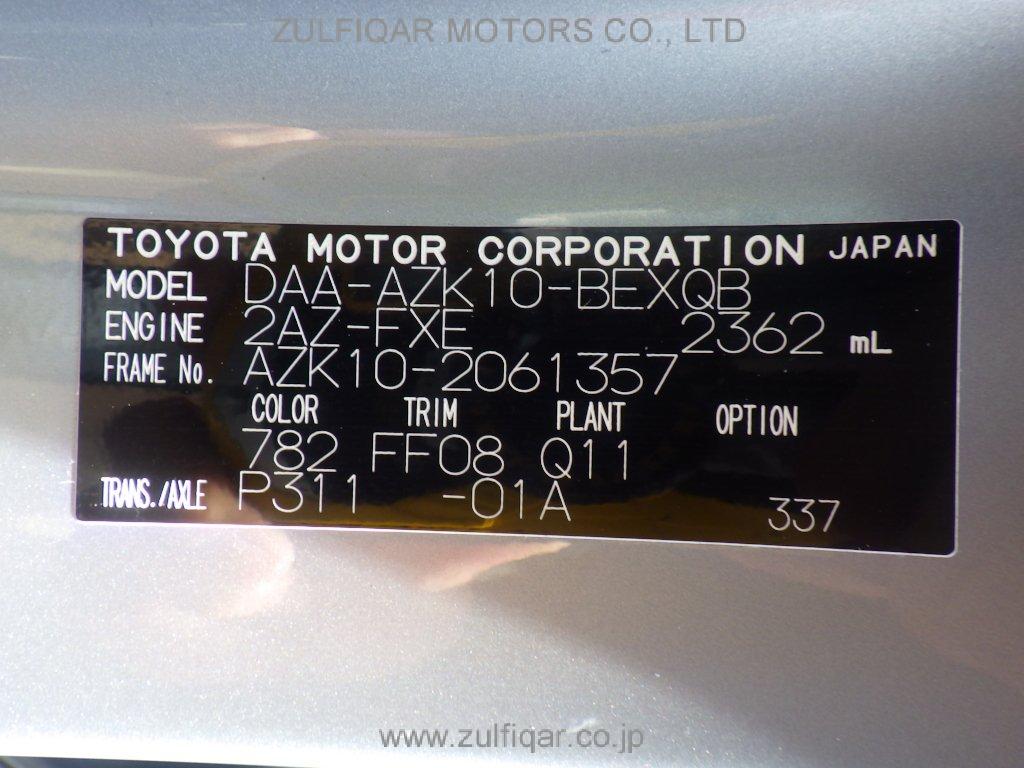 ZULFIQAR MOTORS CO., LTD
TOYOTA MOTOR CORPORATION JAPAN
MODEL DAA-AZK10-BEXQB
ENGINE 2AZ-FXE 2362 mL
FRAME No. AZK10-2061357
COLOR TRIM PLANT OPTION
782 FF08 Q11
TRANS./AXLE P311 -01A 337
www.zulfiqar.co.jp